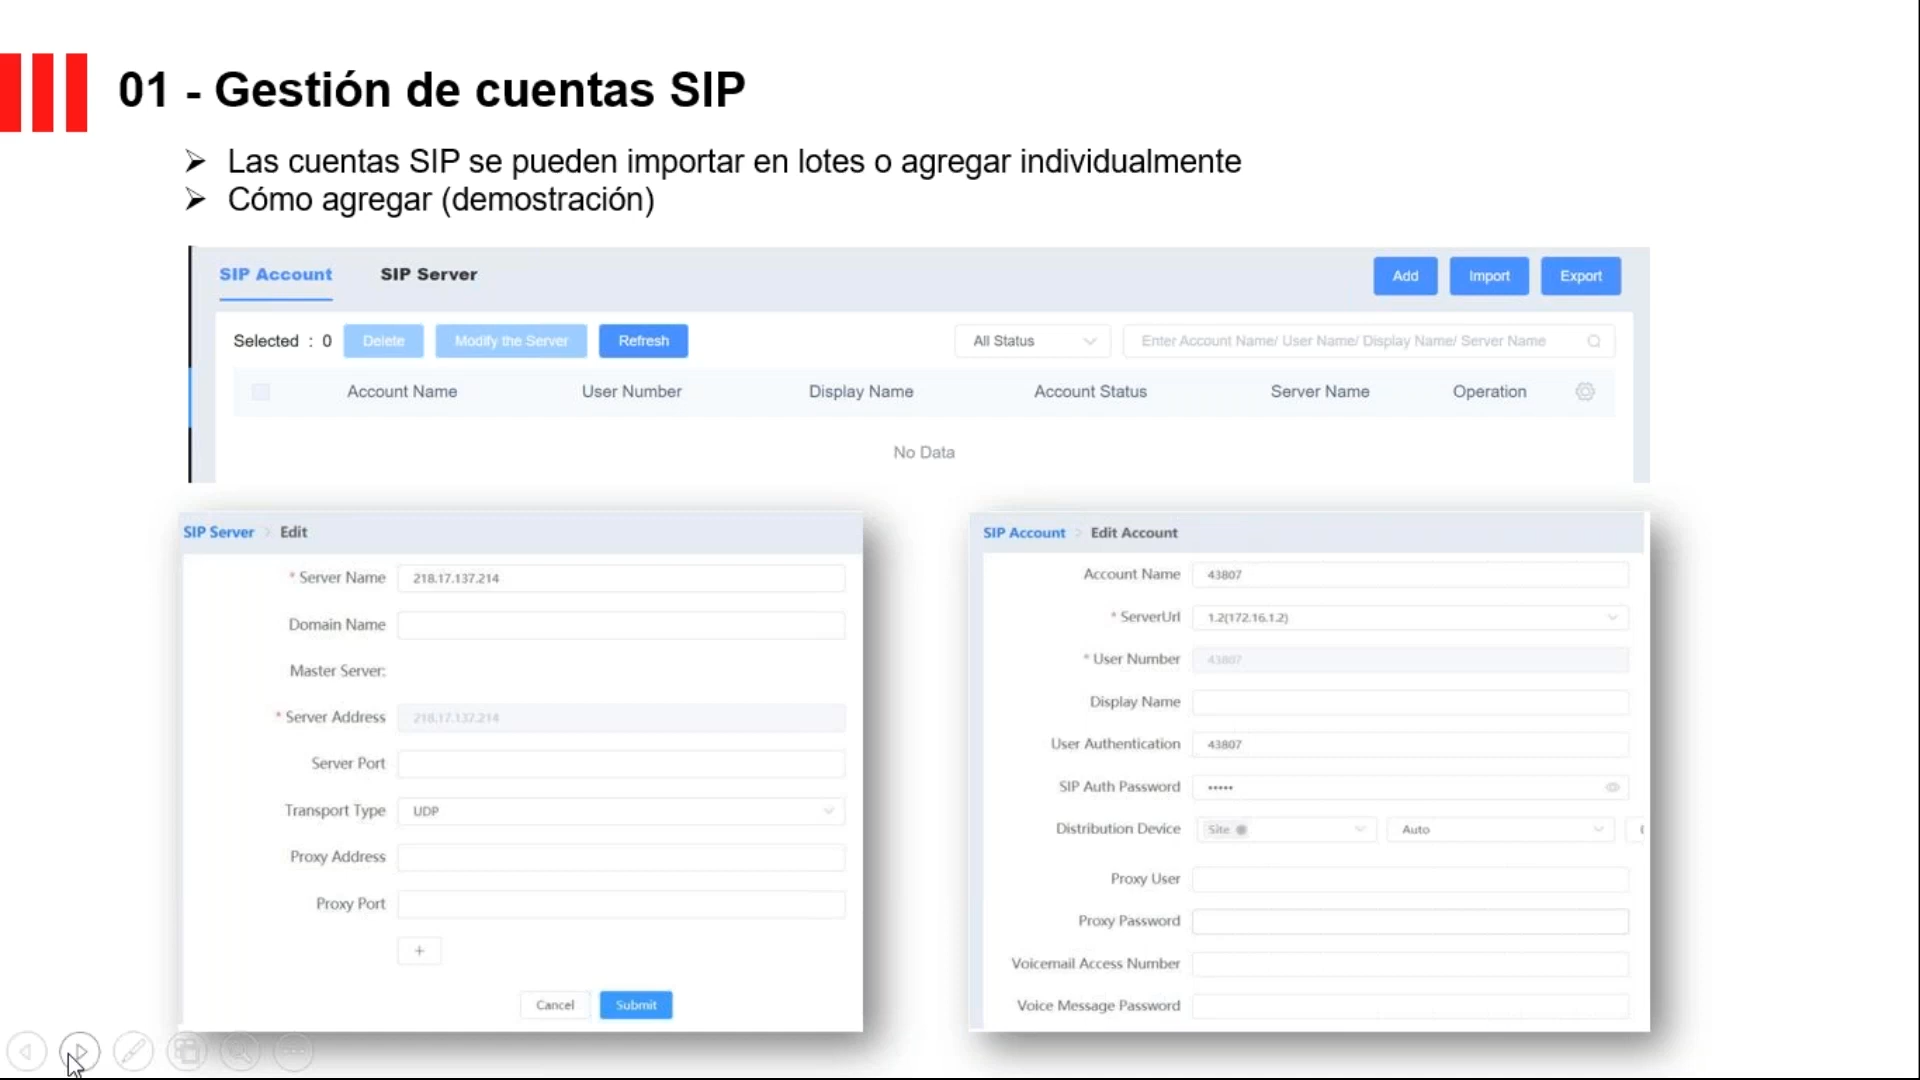 01 - Gestión de cuentas SIP
Las cuentas SIP se pueden importar en lotes o agregar individualmente
Cómo agregar (demostración)
SIP Account SIP Server Add Import Export
Selected : 0 Delete Modify the Server Refresh All Status Enter Account Name/ User Name/ Display Name/ Server Name
Account Name User Number Display Name Account Status Server Name Operation
No Data
SIP Server > Edit
* Server Name 218.17.137.214
Domain Name
Master Server:
* Server Address 218.17.137.214
Server Port
Transport Type UDP
Proxy Address
Proxy Port
+
Cancel Submit
SIP Account > Edit Account
Account Name 43807
* ServerUrl 1.2(172.16.1.2)
* User Number 43807
Display Name
User Authentication 43807
SIP Auth Password •••••
Distribution Device Site Auto
Proxy User
Proxy Password
Voicemail Access Number
Voice Message Password